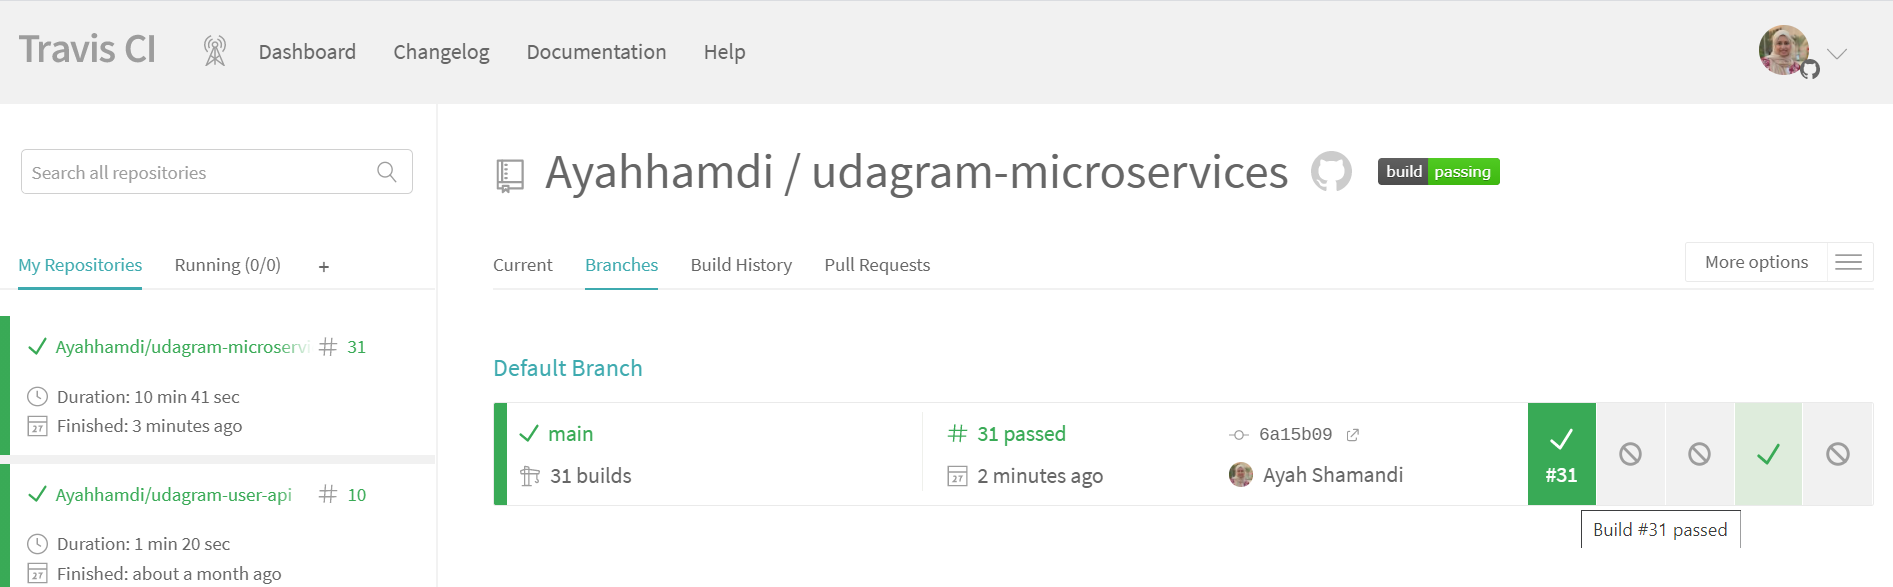 Travis CI
Dashboard
Changelog
Documentation
Help
Search all repositories
My Repositories
Running (0/0)
+
Ayahhamdi/udagram-microservi
# 31
Duration: 10 min 41 sec
27
Finished: 3 minutes ago
Ayahhamdi/udagram-user-api
# 10
Duration: 1 min 20 sec
27
Finished: about a month ago
Ayahhamdi / udagram-microservices
build passing
Current
Branches
Build History
Pull Requests
More options
Default Branch
main
31 builds
# 31 passed
27
2 minutes ago
6a15b09
Ayah Shamandi
#31
Build #31 passed